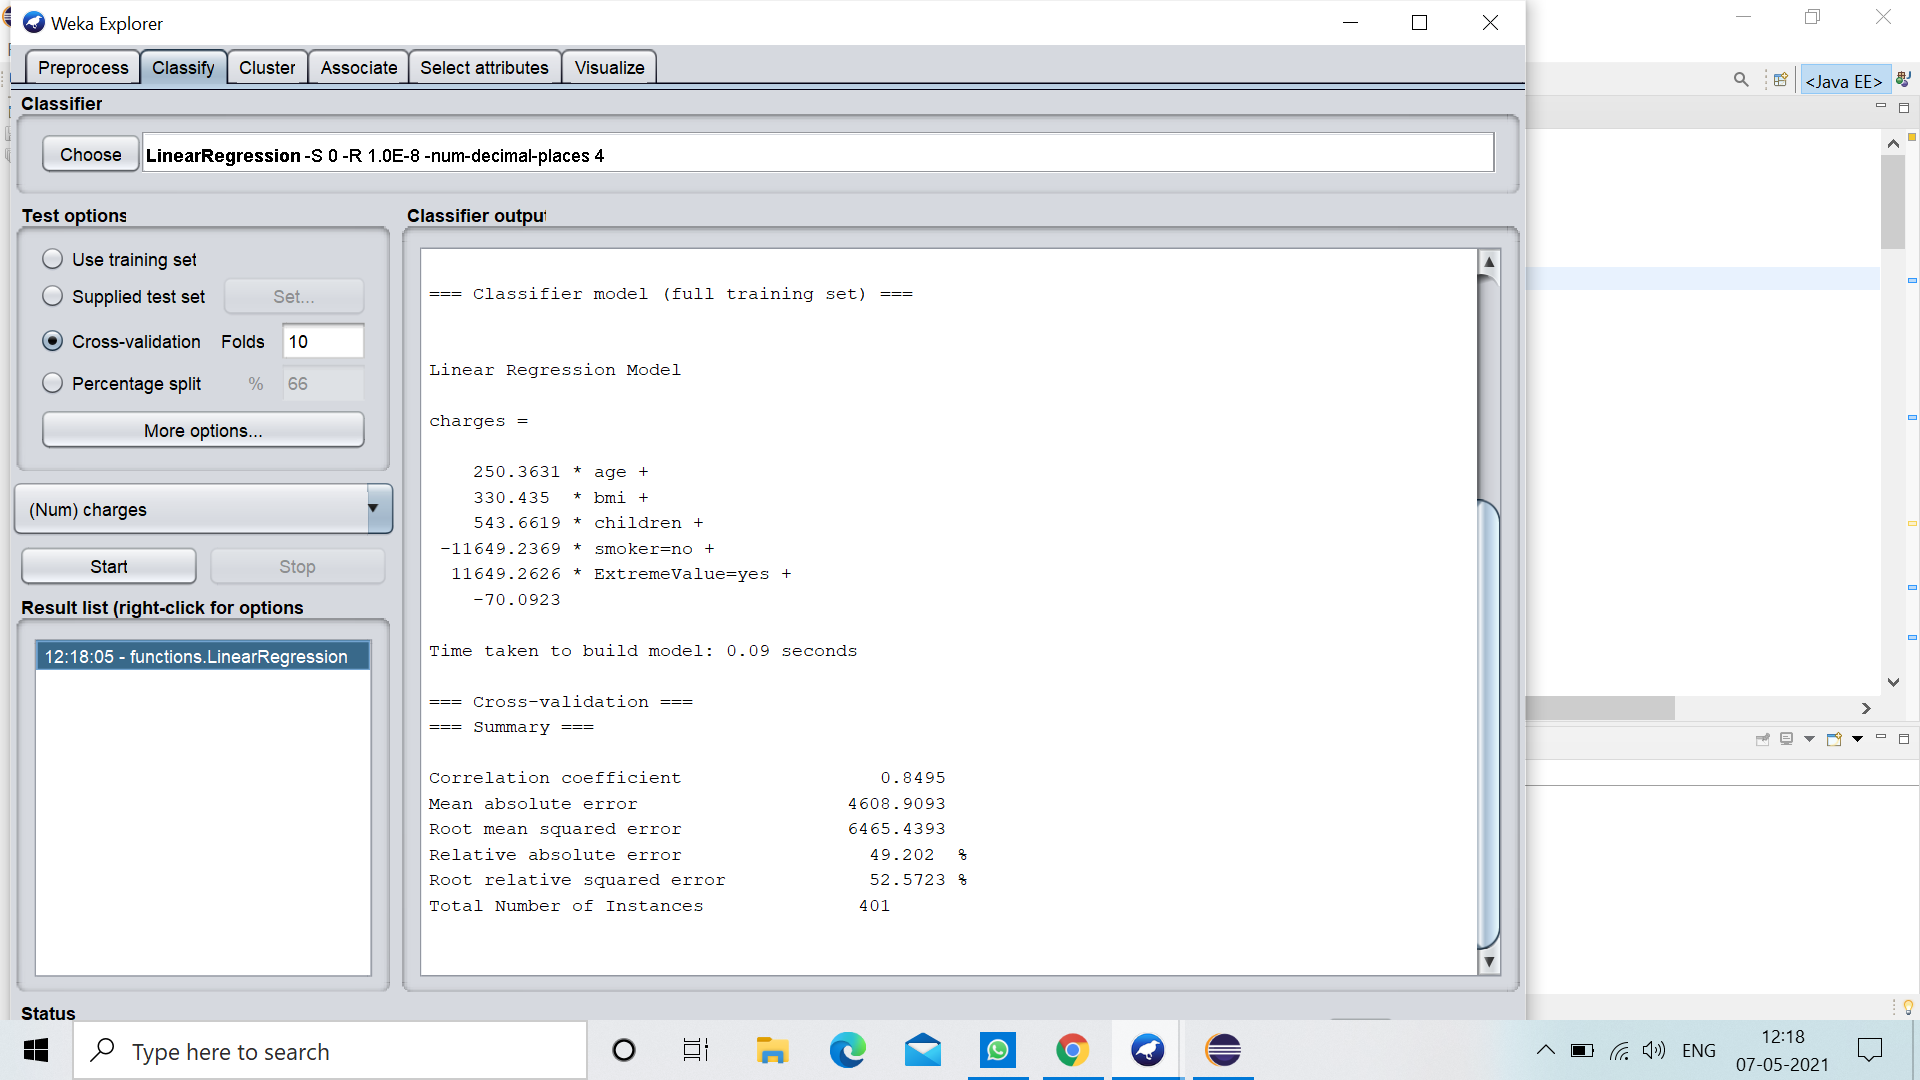 Weka Explorer
Preprocess Classify Cluster Associate Select attributes Visualize
<Java EE>
Classifier
Choose LinearRegression -S 0 -R 1.0E-8 -num-decimal-places 4
Test options
Use training set
Supplied test set Set...
Cross-validation Folds 10
Percentage split % 66
More options...
(Num) charges
Start Stop
Result list (right-click for options
12:18:05 - functions.LinearRegression
Classifier output
=== Classifier model (full training set) ===
Linear Regression Model
charges =
250.3631 * age +
330.435 * bmi +
543.6619 * children +
-11649.2369 * smoker=no +
11649.2626 * ExtremeValue=yes +
-70.0923
Time taken to build model: 0.09 seconds
=== Cross-validation ===
=== Summary ===
Correlation coefficient 0.8495
Mean absolute error 4608.9093
Root mean squared error 6465.4393
Relative absolute error 49.202 %
Root relative squared error 52.5723 %
Total Number of Instances 401
Status
Type here to search
ENG
12:18
07-05-2021